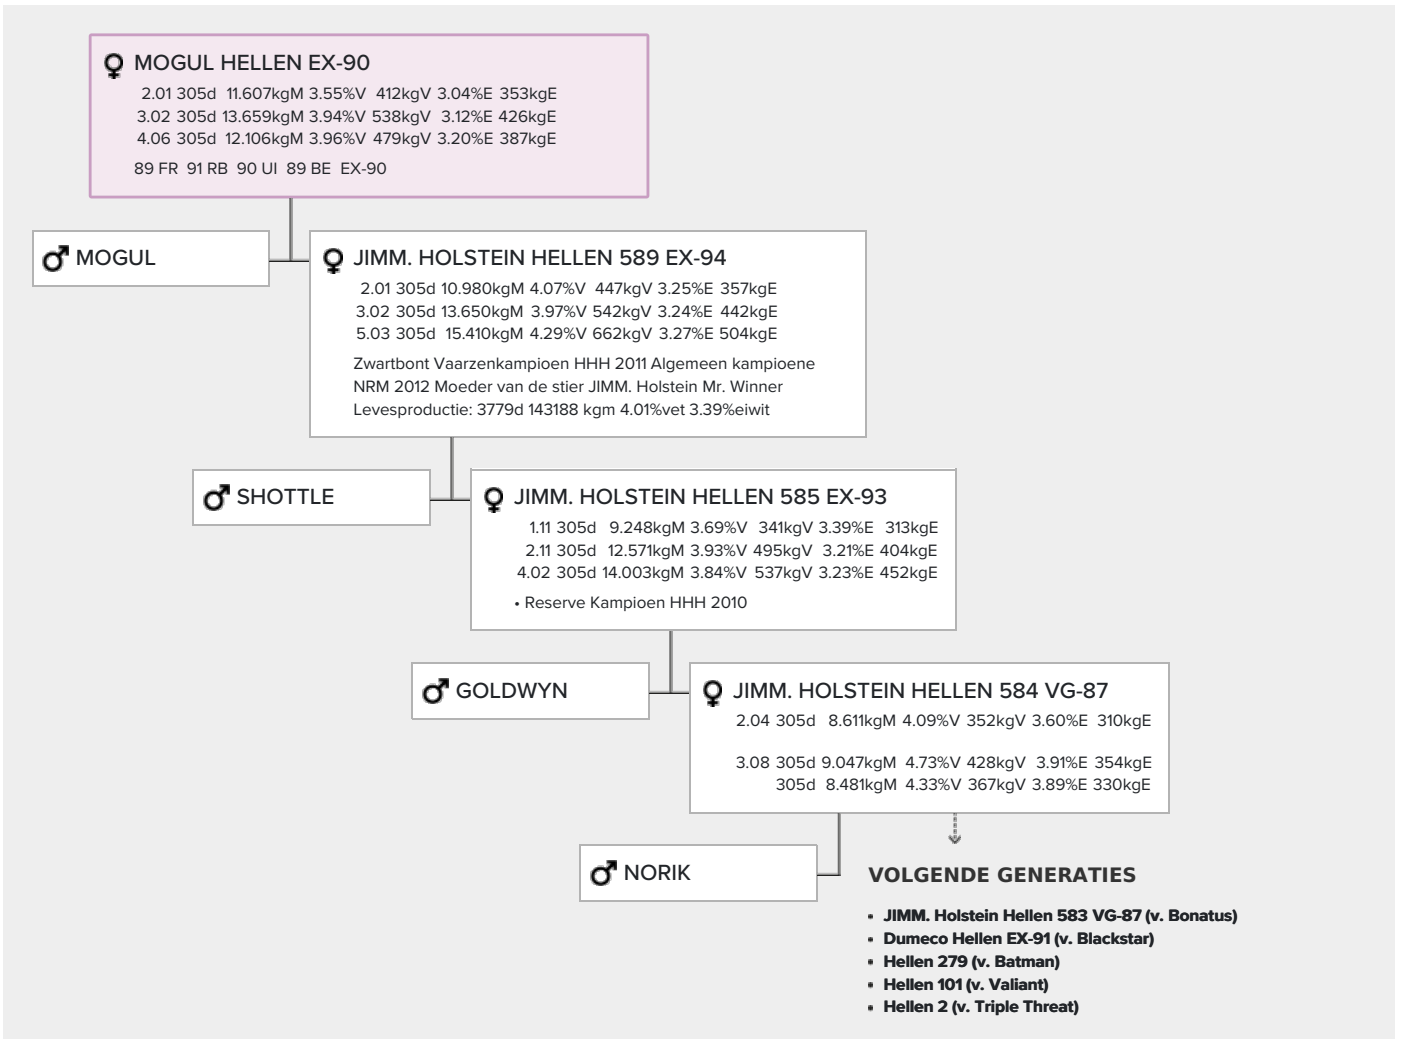 MOGUL HELLEN EX-90
2.01 305d 11.607kgM 3.55%V 412kgV 3.04%E 353kgE
3.02 305d 13.659kgM 3.94%V 538kgV 3.12%E 426kgE
4.06 305d 12.106kgM 3.96%V 479kgV 3.20%E 387kgE
89 FR 91 RB 90 UI 89 BE EX-90
MOGUL
JIMM. HOLSTEIN HELLEN 589 EX-94
2.01 305d 10.980kgM 4.07%V 447kgV 3.25%E 357kgE
3.02 305d 13.650kgM 3.97%V 542kgV 3.24%E 442kgE
5.03 305d 15.410kgM 4.29%V 662kgV 3.27%E 504kgE
Zwartbont Vaarzenkampioen HHH 2011 Algemeen kampioene
NRM 2012 Moeder van de stier JIMM. Holstein Mr. Winner
Levesproductie: 3779d 143188 kgm 4.01%vet 3.39%eiwit
SHOTTLE
JIMM. HOLSTEIN HELLEN 585 EX-93
1.11 305d 9.248kgM 3.69%V 341kgV 3.39%E 313kgE
2.11 305d 12.571kgM 3.93%V 495kgV 3.21%E 404kgE
4.02 305d 14.003kgM 3.84%V 537kgV 3.23%E 452kgE
• Reserve Kampioen HHH 2010
GOLDWYN
JIMM. HOLSTEIN HELLEN 584 VG-87
2.04 305d 8.611kgM 4.09%V 352kgV 3.60%E 310kgE
3.08 305d 9.047kgM 4.73%V 428kgV 3.91%E 354kgE
305d 8.481kgM 4.33%V 367kgV 3.89%E 330kgE
NORIK
VOLGENDE GENERATIES
• JIMM. Holstein Hellen 583 VG-87 (v. Bonatus)
• Dumeco Hellen EX-91 (v. Blackstar)
• Hellen 279 (v. Batman)
• Hellen 101 (v. Valiant)
• Hellen 2 (v. Triple Threat)